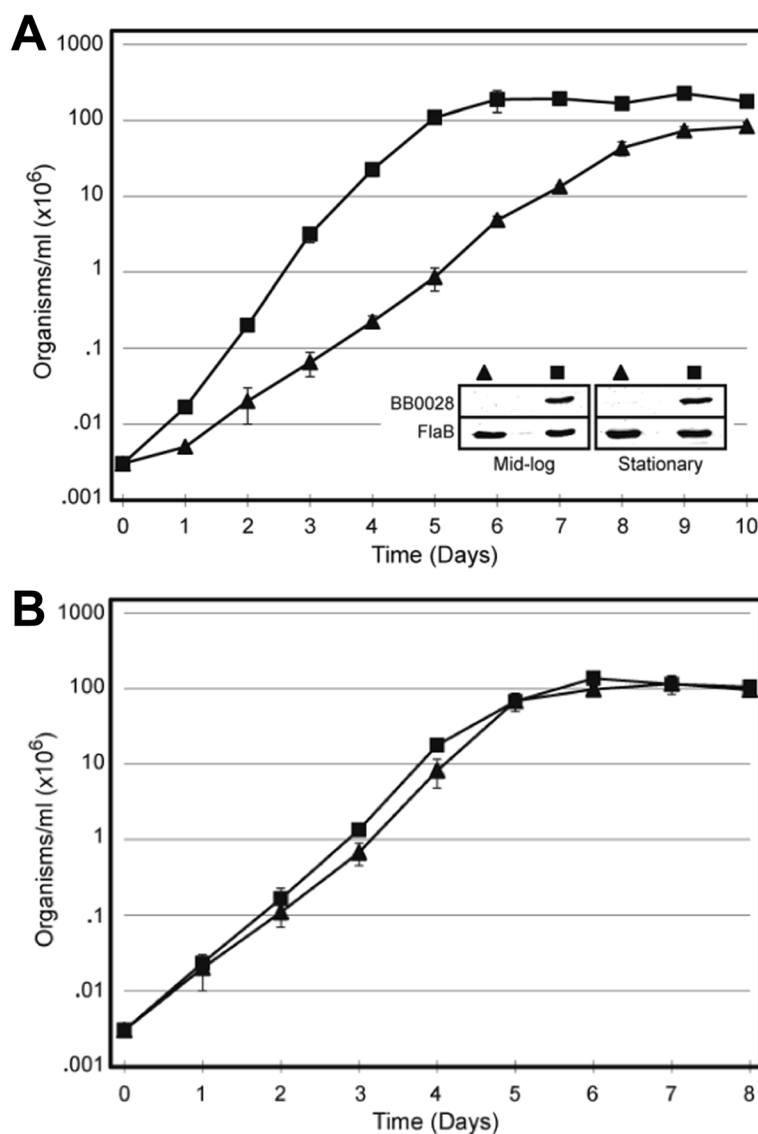 A
1000
100
10
1
.1
.01
.001
Organisms/ml (x10⁶)
BB0028
FlaB
Mid-log Stationary
0 1 2 3 4 5 6 7 8 9 10
Time (Days)
B
1000
100
10
1
.1
.01
.001
Organisms/ml (x10⁶)
0 1 2 3 4 5 6 7 8
Time (Days)